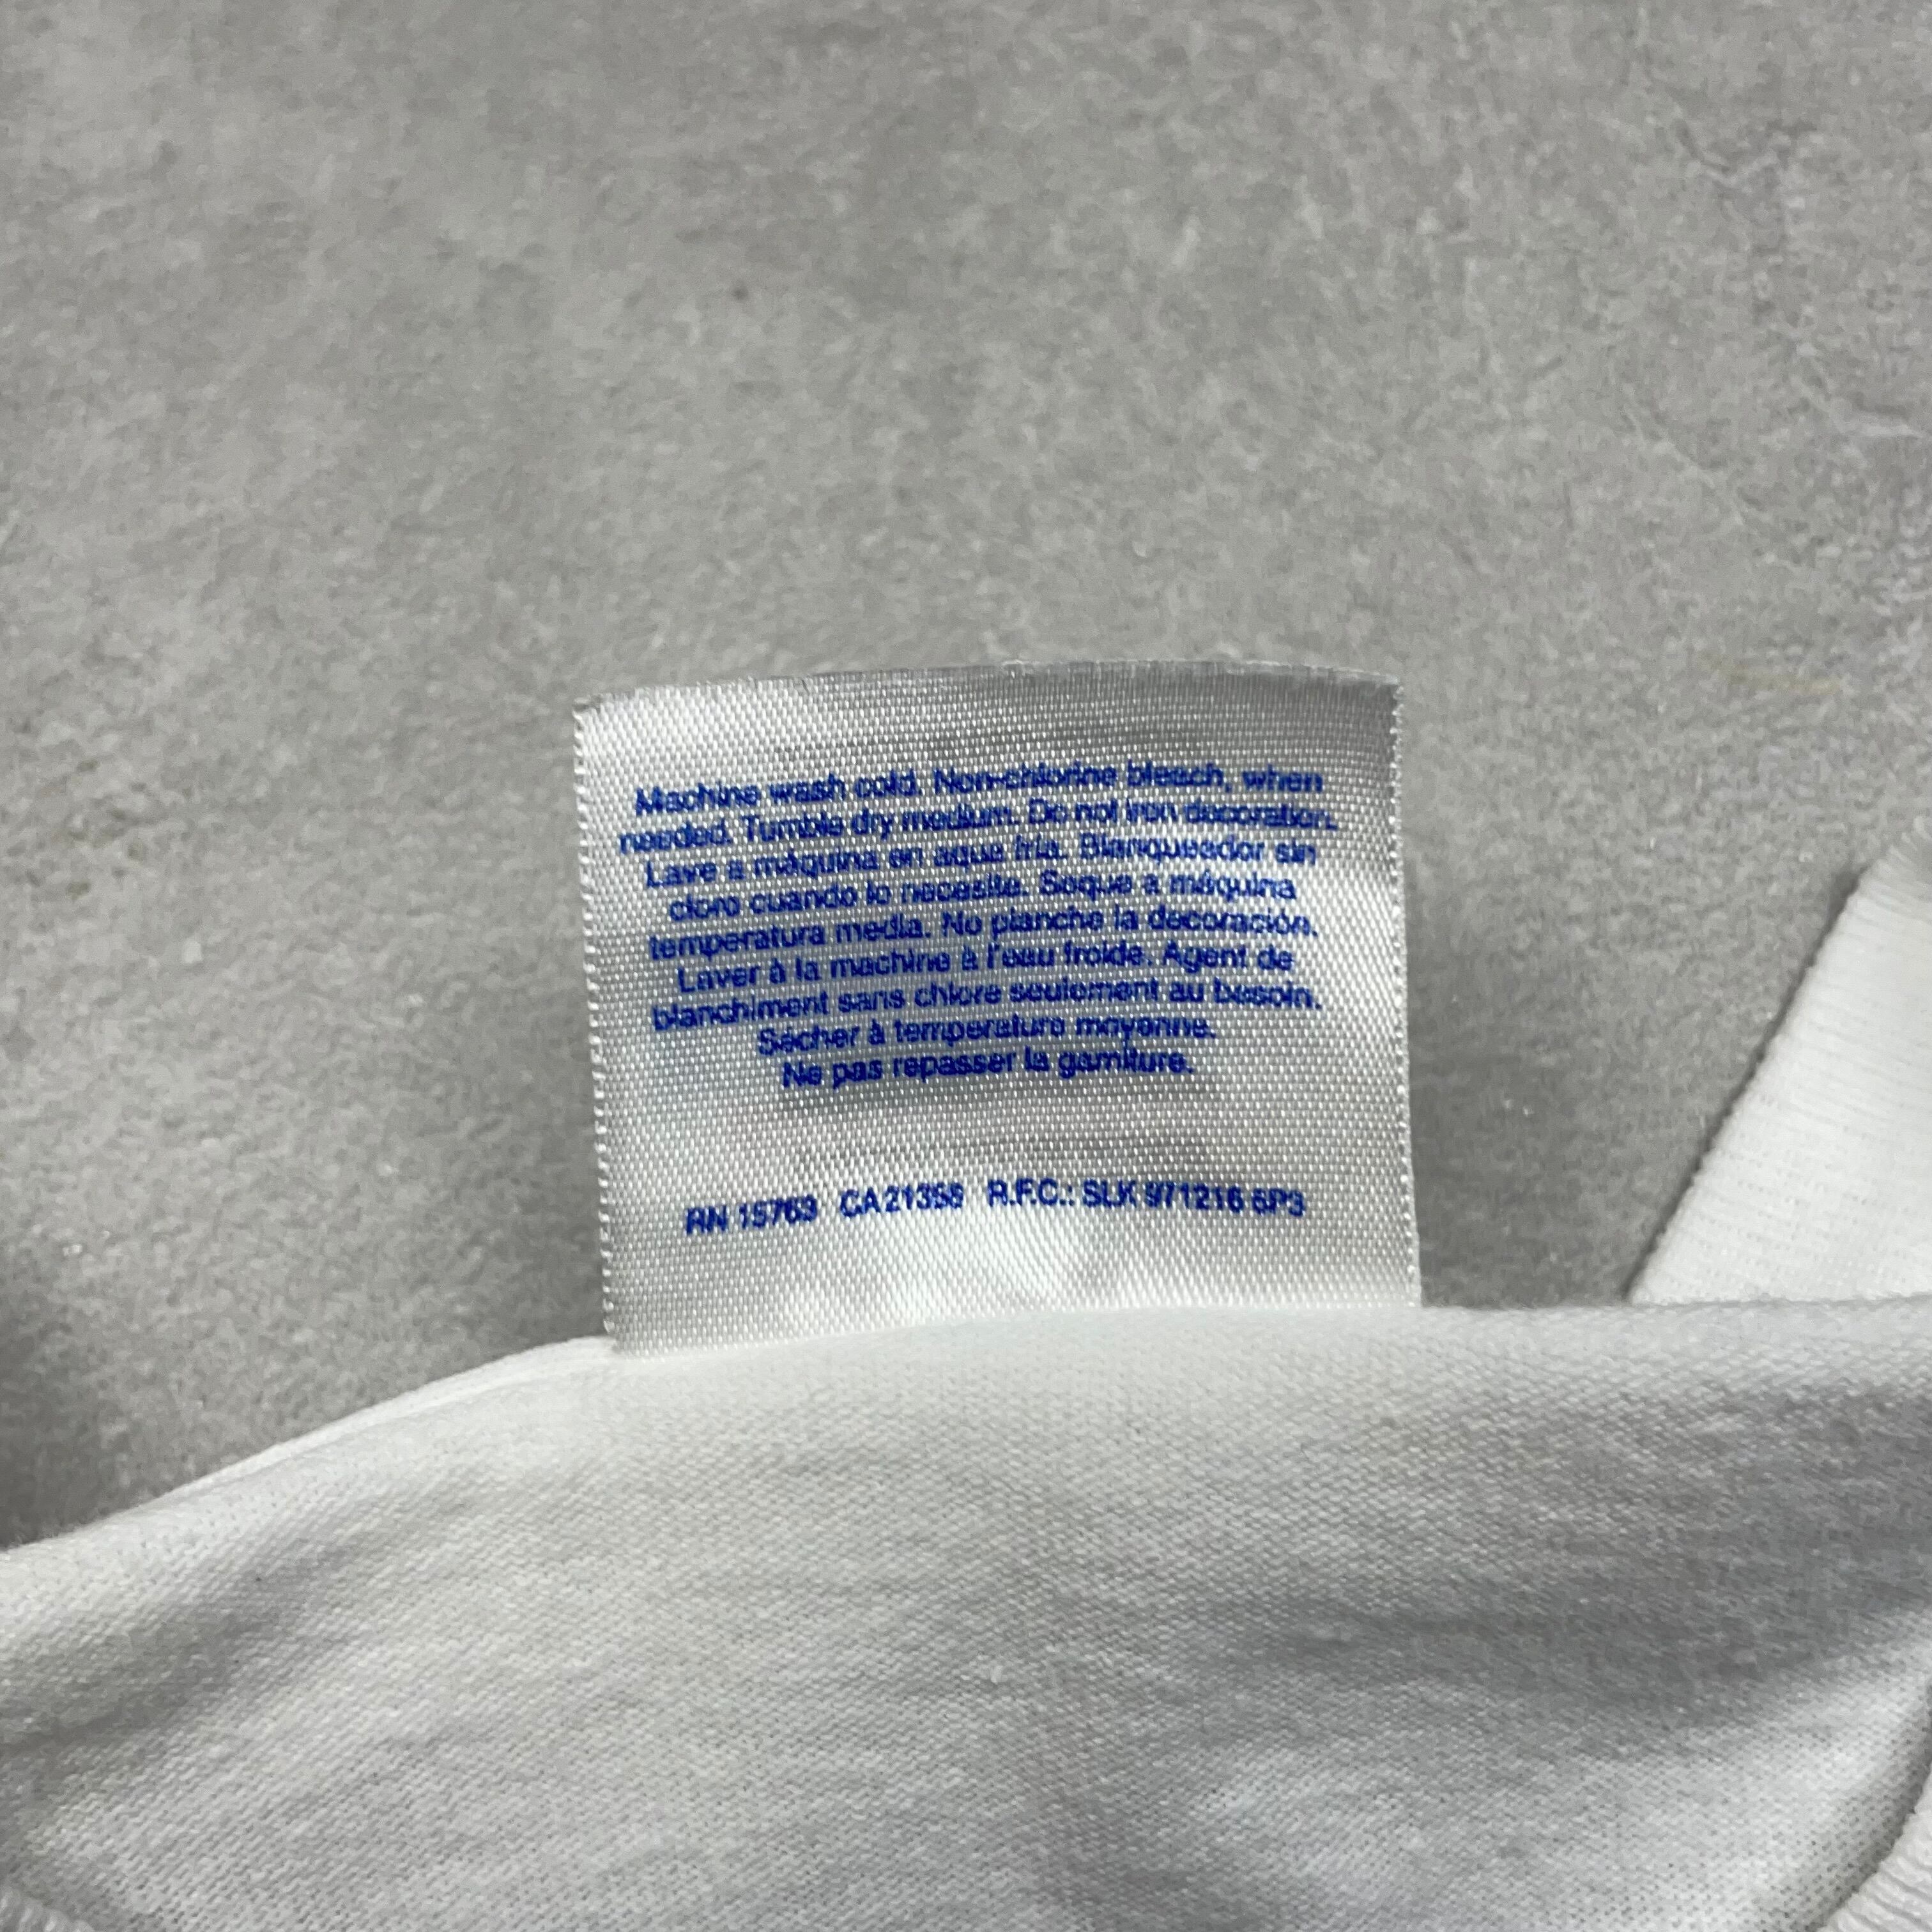 Machine wash cold. Non-chlorine bleach, when
needed. Tumble dry medium. Do not iron decoration.
Lave a máquina en aqua fría. Blanqueador sin
cloro cuando lo necesite. Seque a máquina
temperatura media. No planche la decoración.
Laver à la machine à l'eau froide. Agent de
blanchiment sans chlore seulement au besoin.
Sécher à temperature moyenne.
Ne pas repasser la garniture.
RN 15763 CA21358 R.F.C.: SLK 971216 6P3